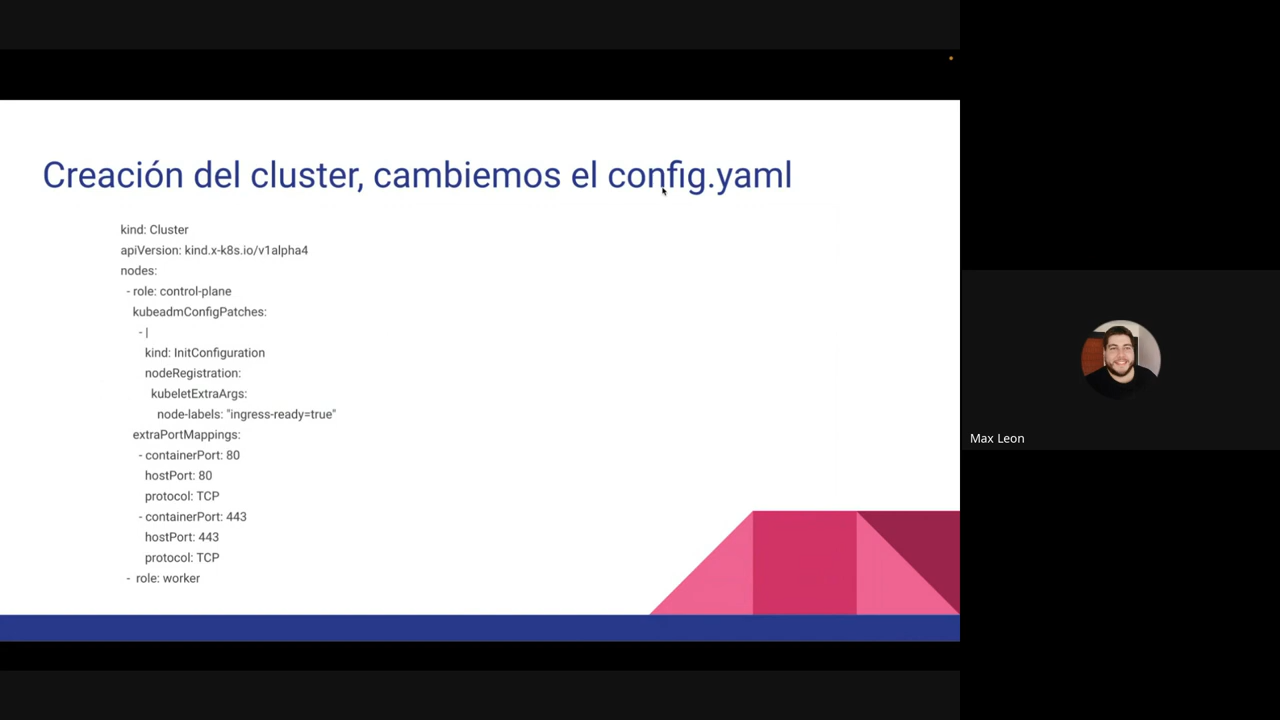 Creación del cluster, cambiemos el config.yaml
kind: Cluster
apiVersion: kind.x-k8s.io/v1alpha4
nodes:
- role: control-plane
kubeadmConfigPatches:
- |
kind: InitConfiguration
nodeRegistration:
kubeletExtraArgs:
node-labels: "ingress-ready=true"
extraPortMappings:
- containerPort: 80
hostPort: 80
protocol: TCP
- containerPort: 443
hostPort: 443
protocol: TCP
- role: worker
Max Leon